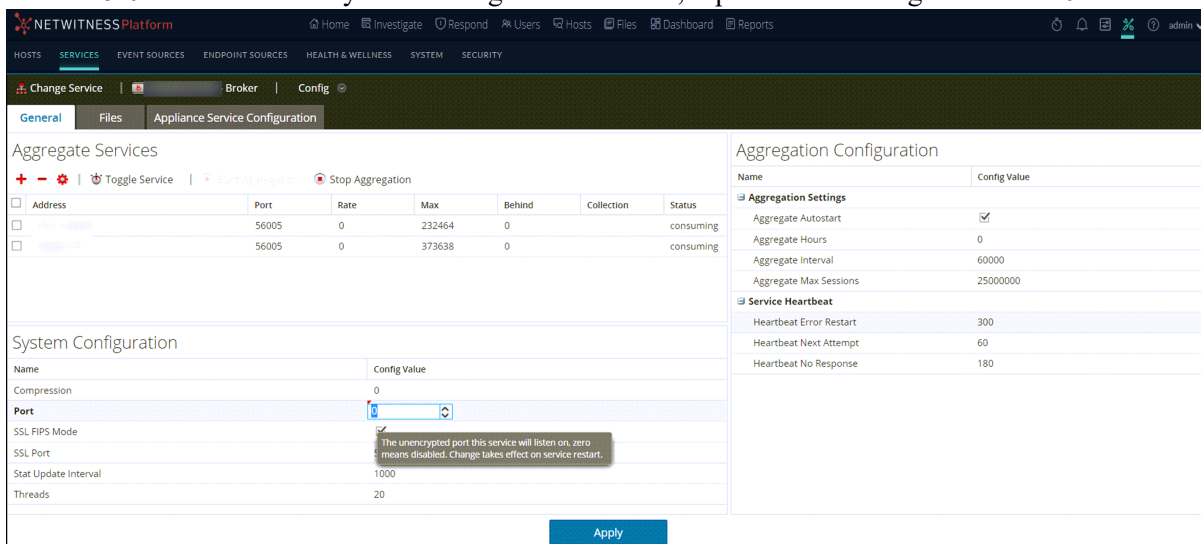 NETWITNESS Platform Home Investigate Respond Users Hosts Files Dashboard Reports admin
HOSTS SERVICES EVENT SOURCES ENDPOINT SOURCES HEALTH & WELLNESS SYSTEM SECURITY
Change Service | Broker | Config
General Files Appliance Service Configuration
Aggregate Services
Toggle Service | Stop Aggregation
Address Port Rate Max Behind Collection Status
56005 0 232464 0 consuming
56005 0 373638 0 consuming
System Configuration
Name Config Value
Compression 0
Port 0
SSL FIPS Mode
SSL Port
The unencrypted port this service will listen on, zero
means disabled. Change takes effect on service restart.
Stat Update Interval 1000
Threads 20
Aggregation Configuration
Name Config Value
Aggregation Settings
Aggregate Autostart
Aggregate Hours 0
Aggregate Interval 60000
Aggregate Max Sessions 25000000
Service Heartbeat
Heartbeat Error Restart 300
Heartbeat Next Attempt 60
Heartbeat No Response 180
Apply